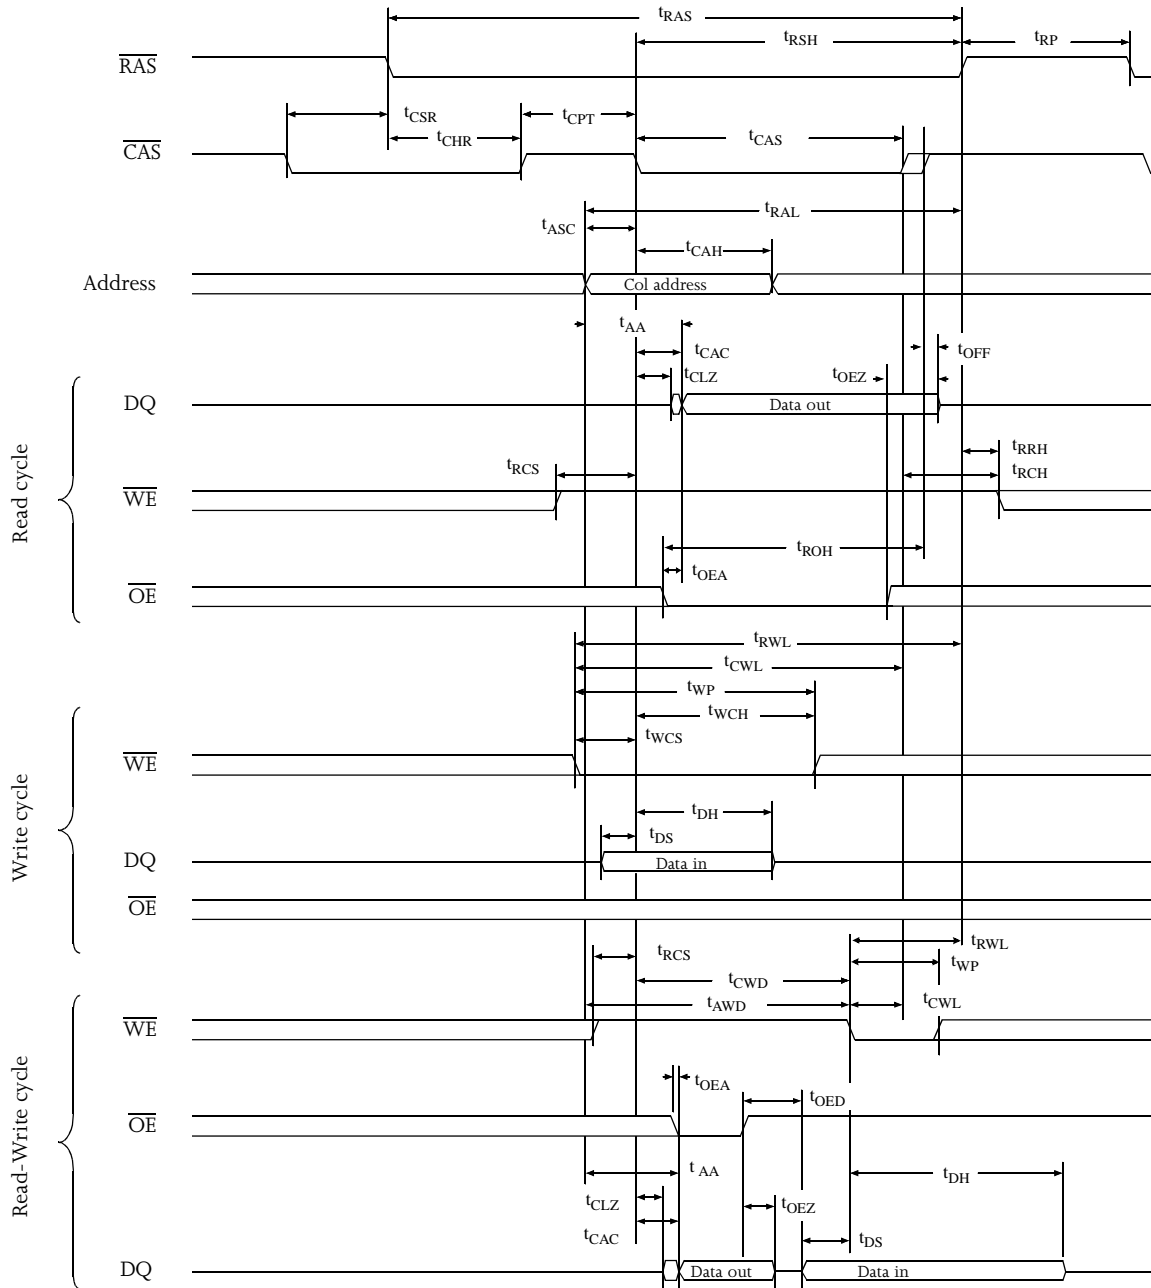 tRAS
tRSH
tRP
RAS
tCSR
tCPT
tCHR
tCAS
CAS
tRAL
tASC
tCAH
Address
Col address
tAA
tCAC
tOFF
tCLZ
tOEZ
DQ
Data out
tRRH
tRCS
tRCH
WE
Read cycle
tROH
tOEA
OE
tRWL
tCWL
tWP
tWCH
tWCS
WE
tDH
tDS
Write cycle
DQ
Data in
OE
tRWL
tRCS
tWP
tCWD
tCWL
tAWD
WE
tOEA
tOED
OE
Read-Write cycle
tAA
tDH
tCLZ
tOEZ
tCAC
tDS
DQ
Data out
Data in